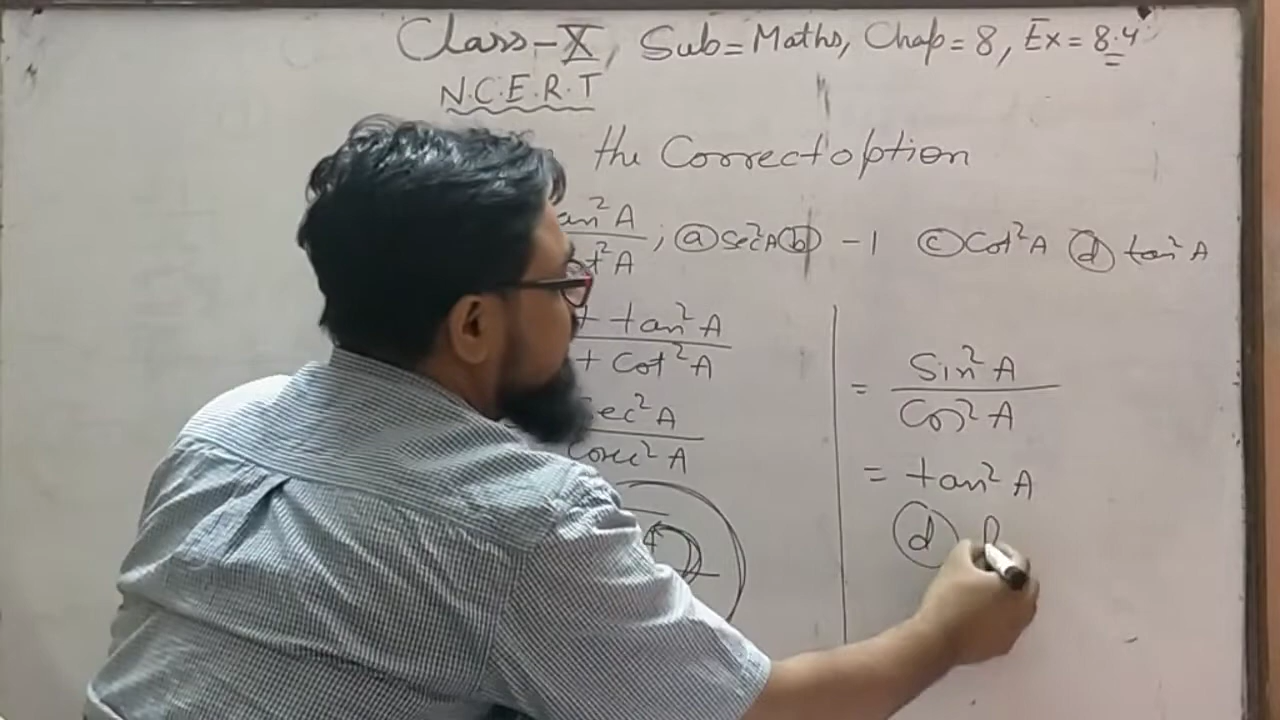 Class-X, Sub=Maths, Chap=8, Ex=8.4
N.C.E.R.T
the Correct option
an²A
; ⓐ sec²A ⓑ -1 ⓒ Cot²A ⓓ tan²A
t²A
+ tan²A
+ Cot²A
Sec²A
Cosec²A
= Sin²A
Cos²A
= tan²A
ⓓ